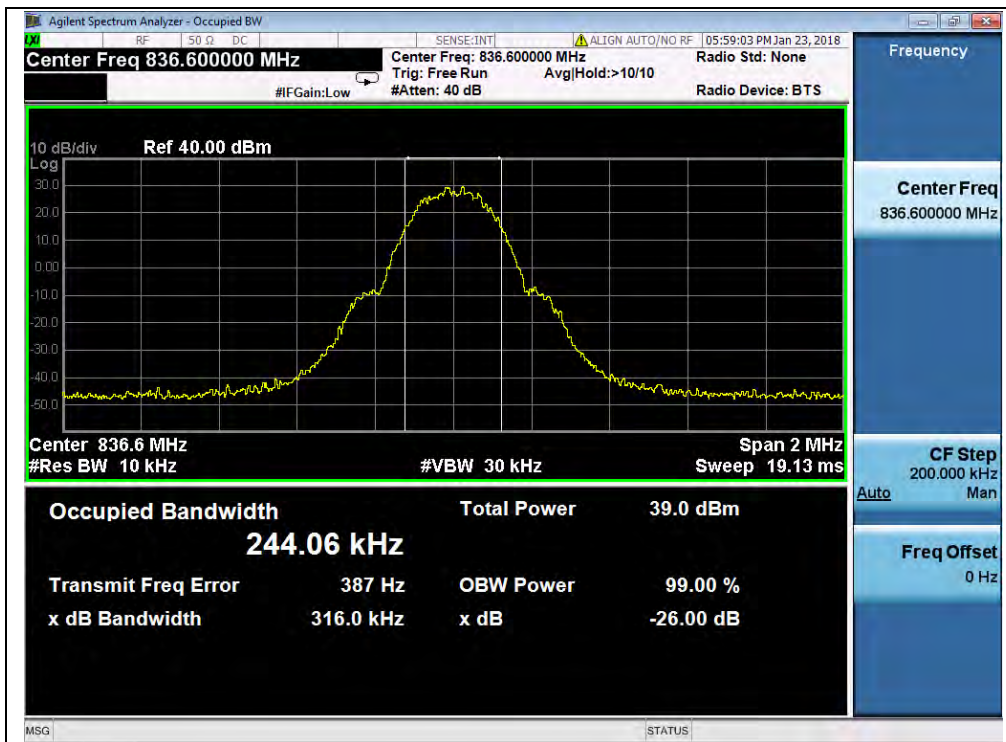 Agilent Spectrum Analyzer - Occupied BW
LXI RF 50 Ω DC SENSE:INT ALIGN AUTO/NO RF 05:59:03 PM Jan 23, 2018
Center Freq 836.600000 MHz
Center Freq: 836.600000 MHz
Radio Std: None
Trig: Free Run Avg|Hold:>10/10
#IFGain:Low
#Atten: 40 dB
Radio Device: BTS
10 dB/div Ref 40.00 dBm
Log
30.0
20.0
10.0
0.00
-10.0
-20.0
-30.0
-40.0
-50.0
Center 836.6 MHz
Span 2 MHz
#Res BW 10 kHz
#VBW 30 kHz
Sweep 19.13 ms
Occupied Bandwidth
Total Power 39.0 dBm
244.06 kHz
Transmit Freq Error 387 Hz
OBW Power 99.00 %
x dB Bandwidth 316.0 kHz
x dB -26.00 dB
Frequency
Center Freq
836.600000 MHz
CF Step
200.000 kHz
Auto Man
Freq Offset
0 Hz
MSG
STATUS